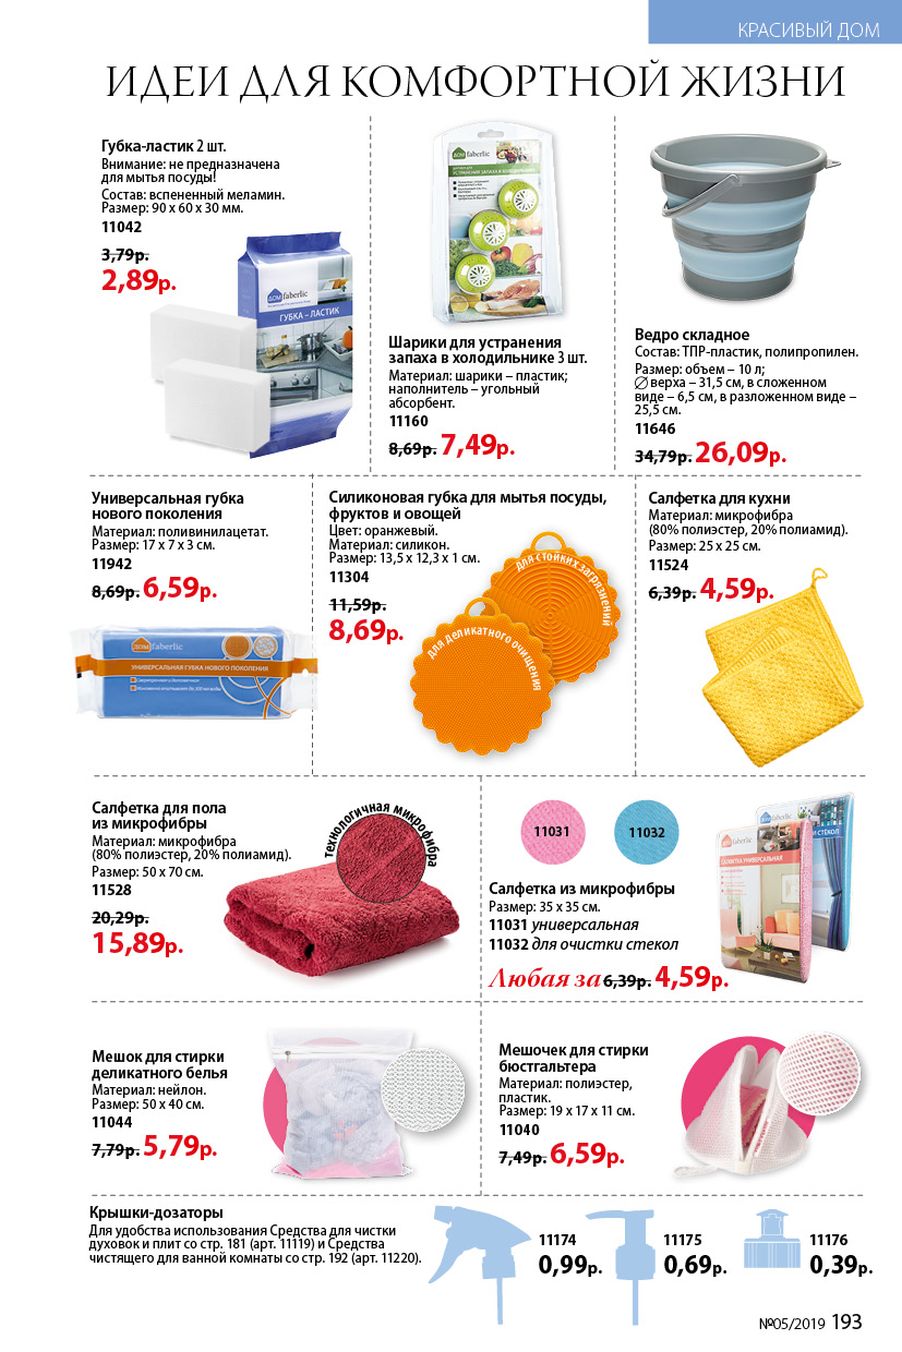 КРАСИВЫЙ ДОМ
ИДЕИ ДЛЯ КОМФОРТНОЙ ЖИЗНИ
Губка-ластик 2 шт.
Внимание: не предназначена
для мытья посуды!
Состав: вспененный меламин.
Размер: 90 х 60 х 30 мм.
11042
3,79р.
2,89р.
ДОМ faberlic
ГУБКА – ЛАСТИК
ДОМ faberlic
Шарики для устранения
запаха в холодильнике 3 шт.
Материал: шарики – пластик;
наполнитель – угольный
абсорбент.
11160
8,69р. 7,49р.
Ведро складное
Состав: ТПР-пластик, полипропилен.
Размер: объем – 10 л;
∅ верха – 31,5 см, в сложенном
виде – 6,5 см, в разложенном виде –
25,5 см.
11646
34,79р. 26,09р.
Универсальная губка
нового поколения
Материал: поливинилацетат.
Размер: 17 х 7 х 3 см.
11942
8,69р. 6,59р.
ДОМ faberlic
УНИВЕРСАЛЬНАЯ ГУБКА НОВОГО ПОКОЛЕНИЯ
Силиконовая губка для мытья посуды,
фруктов и овощей
Цвет: оранжевый.
Материал: силикон.
Размер: 13,5 х 12,3 х 1 см.
11304
11,59р.
8,69р.
для стойких загрязнений
для деликатного очищения
Салфетка для кухни
Материал: микрофибра
(80% полиэстер, 20% полиамид).
Размер: 25 х 25 см.
11524
6,39р. 4,59р.
Салфетка для пола
из микрофибры
Материал: микрофибра
(80% полиэстер, 20% полиамид).
Размер: 50 х 70 см.
11528
20,29р.
15,89р.
технологичная микрофибра
11031
11032
faberlic
САЛФЕТКА УНИВЕРСАЛЬНАЯ
Салфетка из микрофибры
Размер: 35 х 35 см.
11031 универсальная
11032 для очистки стекол
Любая за 6,39р. 4,59р.
Мешок для стирки
деликатного белья
Материал: нейлон.
Размер: 50 х 40 см.
11044
7,79р. 5,79р.
Мешочек для стирки
бюстгальтера
Материал: полиэстер,
пластик.
Размер: 19 х 17 х 11 см.
11040
7,49р. 6,59р.
Крышки-дозаторы
Для удобства использования Средства для чистки
духовок и плит со стр. 181 (арт. 11119) и Средства
чистящего для ванной комнаты со стр. 192 (арт. 11220).
11174
0,99р.
11175
0,69р.
11176
0,39р.
№05/2019 193